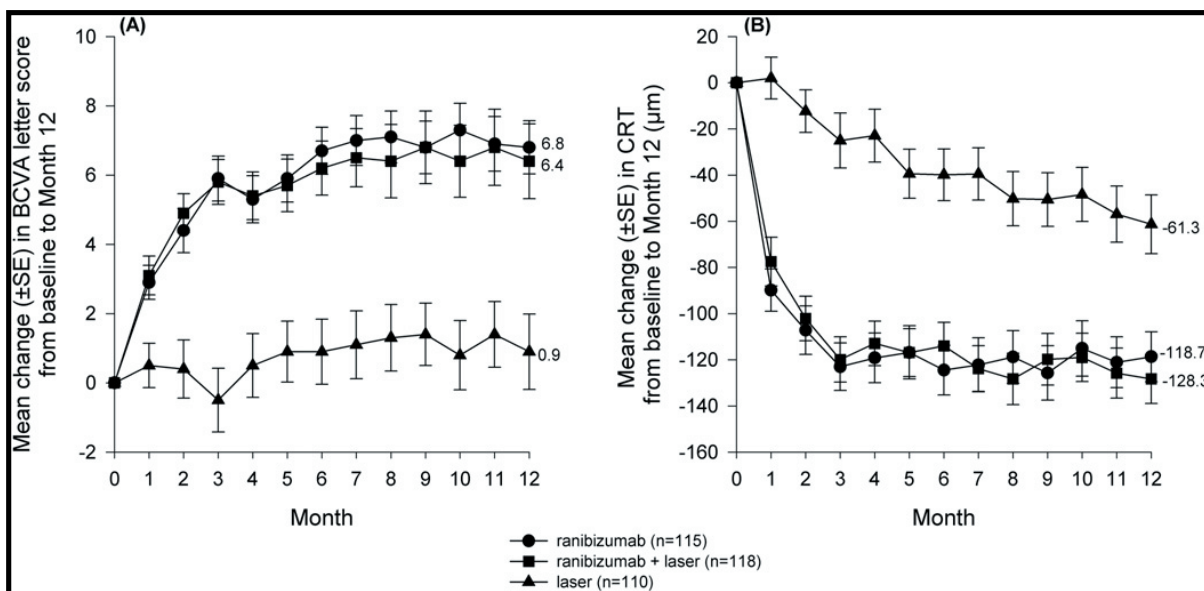 (A)
Mean change (±SE) in BCVA letter score
from baseline to Month 12
10
8
6
4
2
0
-2
6.8
6.4
0.9
0 1 2 3 4 5 6 7 8 9 10 11 12
Month
(B)
Mean change (±SE) in CRT
from baseline to Month 12 (μm)
20
0
-20
-40
-60
-80
-100
-120
-140
-160
-61.3
-118.7
-128.3
0 1 2 3 4 5 6 7 8 9 10 11 12
Month
ranibizumab (n=115)
ranibizumab + laser (n=118)
laser (n=110)